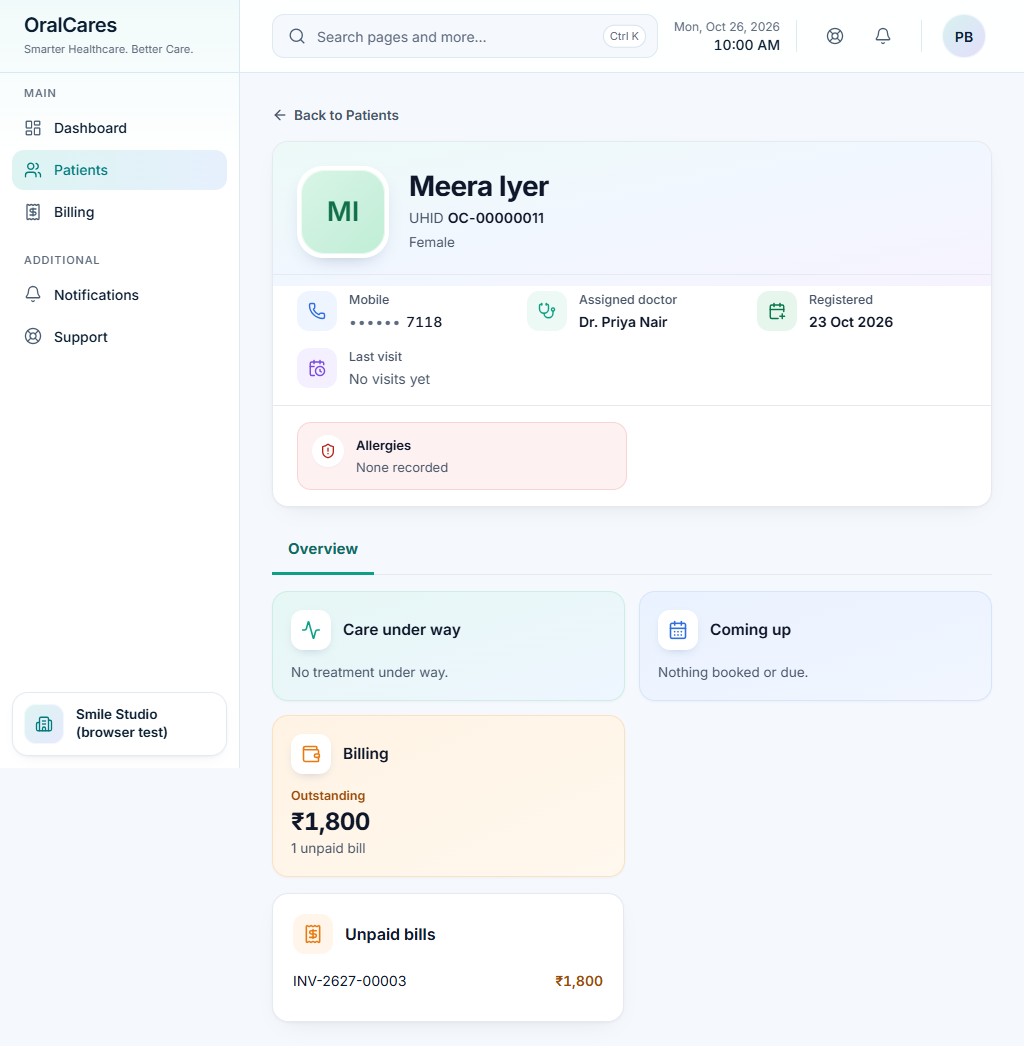 OralCares
Smarter Healthcare. Better Care.
Search pages and more...
Ctrl K
Mon, Oct 26, 2026
10:00 AM
PB
MAIN
Dashboard
Patients
Billing
ADDITIONAL
Notifications
Support
Smile Studio
(browser test)
Back to Patients
MI
Meera Iyer
UHID OC-00000011
Female
Mobile
•••••• 7118
Assigned doctor
Dr. Priya Nair
Registered
23 Oct 2026
Last visit
No visits yet
Allergies
None recorded
Overview
Care under way
No treatment under way.
Coming up
Nothing booked or due.
Billing
Outstanding
₹1,800
1 unpaid bill
Unpaid bills
INV-2627-00003
₹1,800